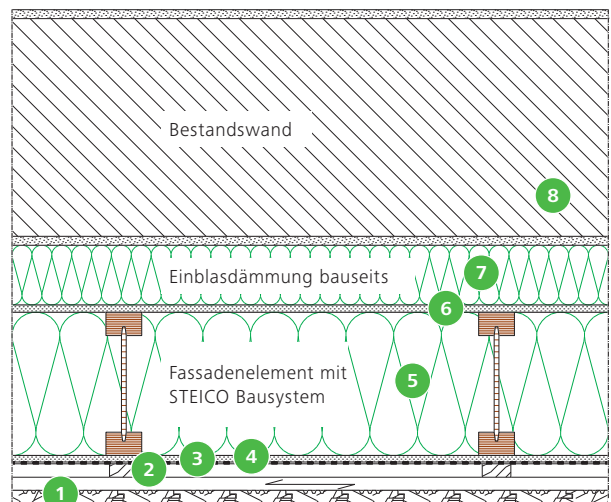 Bestandswand
8
7
Einblasdämmung bauseits
6
Fassadenelement mit
STEICO Bausystem
5
4
3
2
1